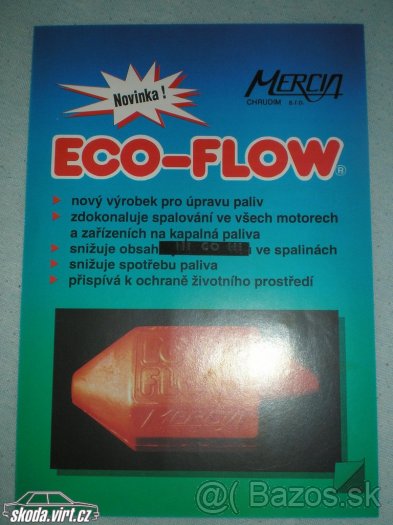 Novinka !
MERCIA
CHRUDIM s.r.o.
ECO-FLOW®
nový výrobek pro úpravu paliv
zdokonaluje spalování ve všech motorech
a zařízeních na kapalná paliva
snižuje obsah ve spalinách
snižuje spotřebu paliva
přispívá k ochraně životního prostředí
MERCIA
skoda.virt.cz
@( Bazos.sk